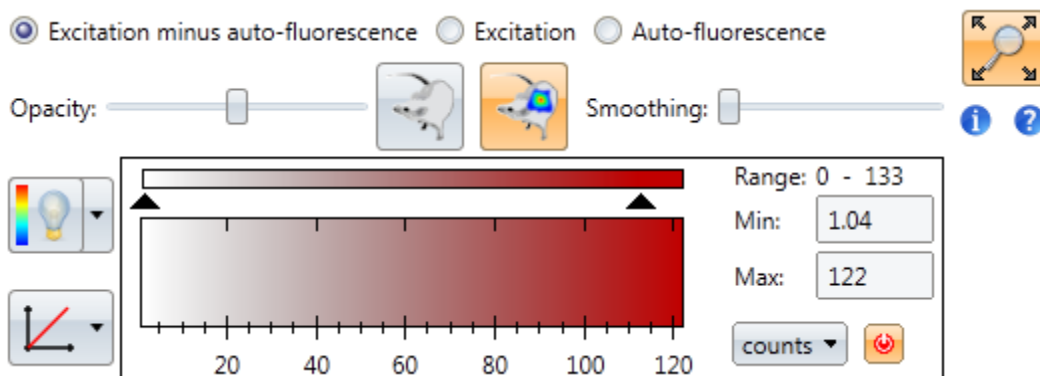 Excitation minus auto-fluorescence Excitation Auto-fluorescence
Opacity: Smoothing:
Range: 0 - 133
Min: 1.04
Max: 122
counts
20 40 60 80 100 120